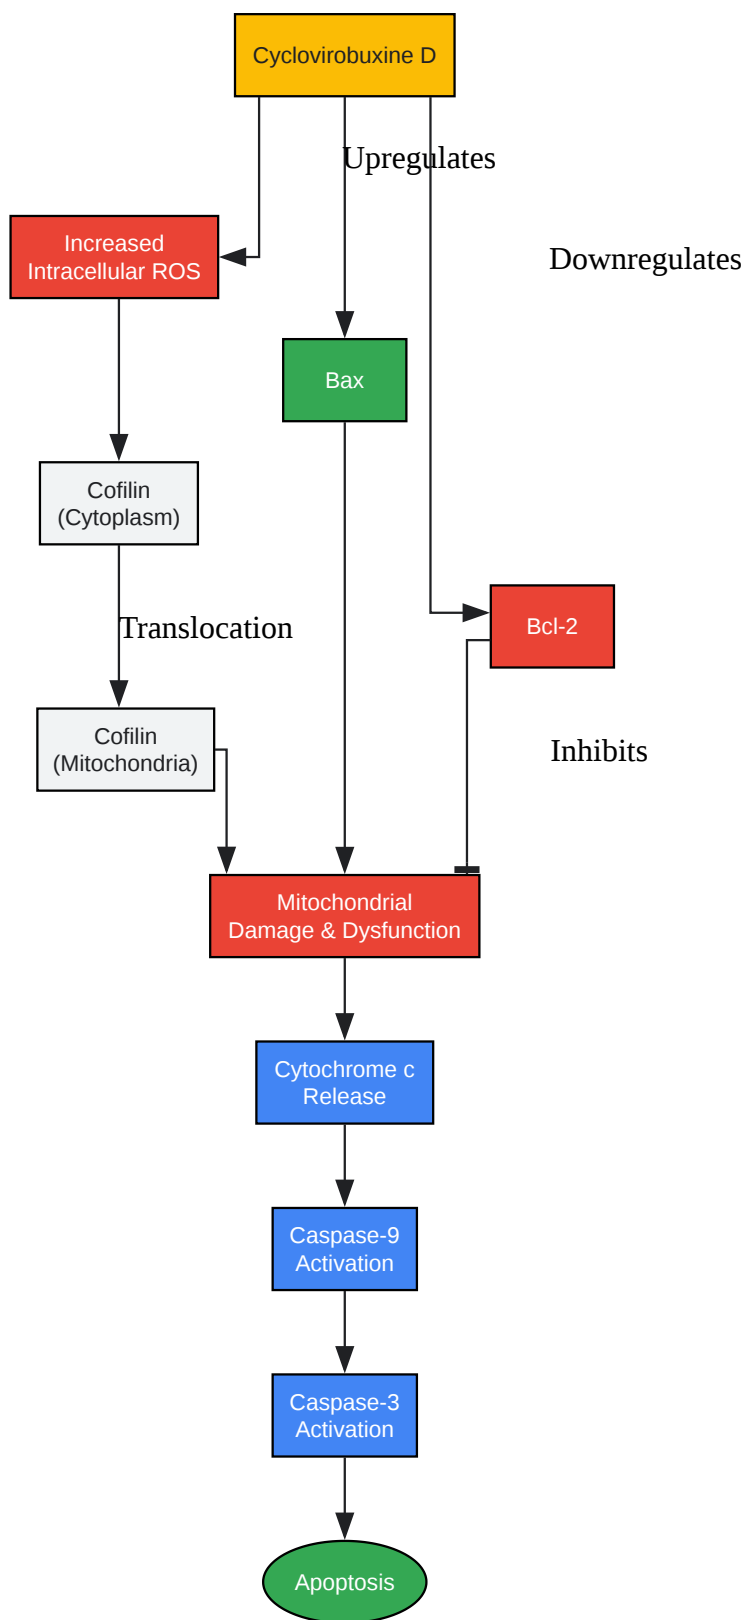 Cyclovirobuxine D
Upregulates
Increased
Intracellular ROS
Downregulates
Bax
Cofilin
(Cytoplasm)
Translocation
Bcl-2
Cofilin
(Mitochondria)
Inhibits
Mitochondrial
Damage & Dysfunction
Cytochrome c
Release
Caspase-9
Activation
Caspase-3
Activation
Apoptosis